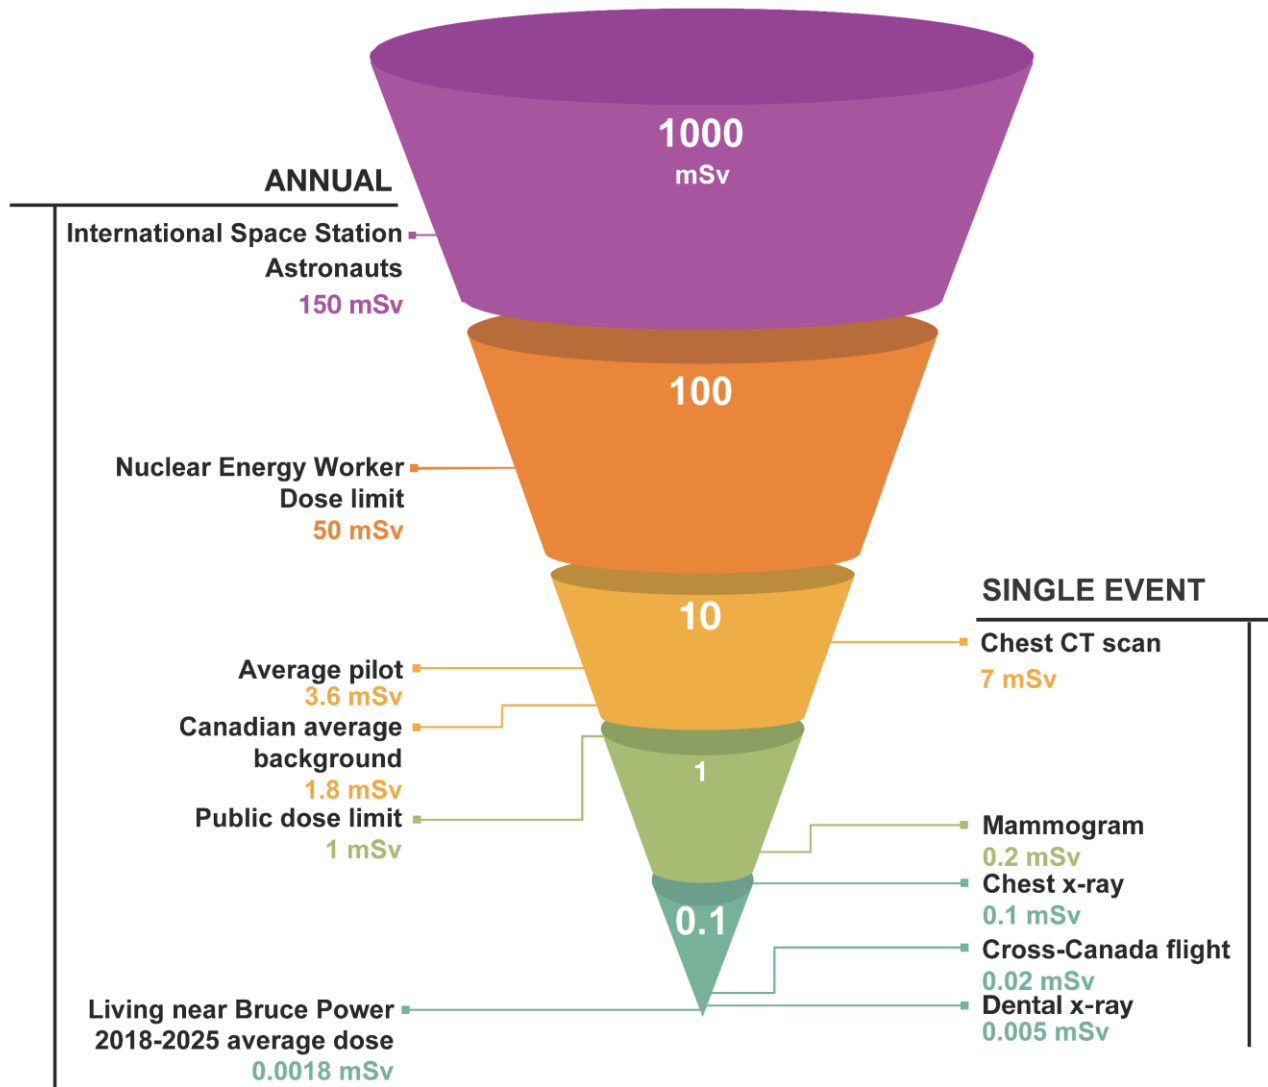 1000
mSv
ANNUAL
International Space Station
Astronauts
150 mSv
100
Nuclear Energy Worker
Dose limit
50 mSv
10
SINGLE EVENT
Chest CT scan
7 mSv
Average pilot
3.6 mSv
Canadian average
background
1.8 mSv
Public dose limit
1 mSv
1
Mammogram
0.2 mSv
Chest x-ray
0.1 mSv
0.1
Cross-Canada flight
0.02 mSv
Dental x-ray
0.005 mSv
Living near Bruce Power
2018-2025 average dose
0.0018 mSv